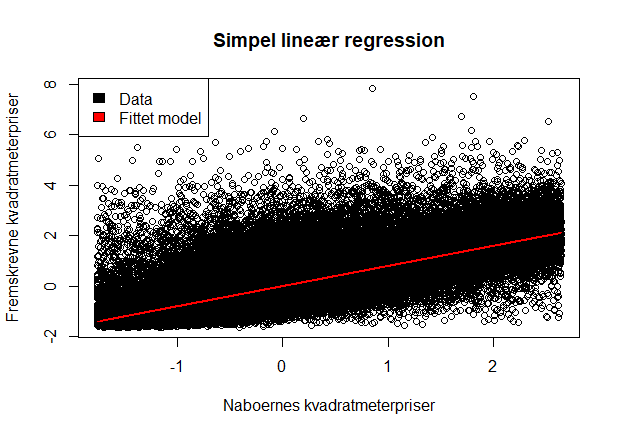 Simpel lineær regression
Data
Fittet model
Fremskrevne kvadratmeterpriser
8
6
4
2
0
-2
-1
0
1
2
Naboernes kvadratmeterpriser